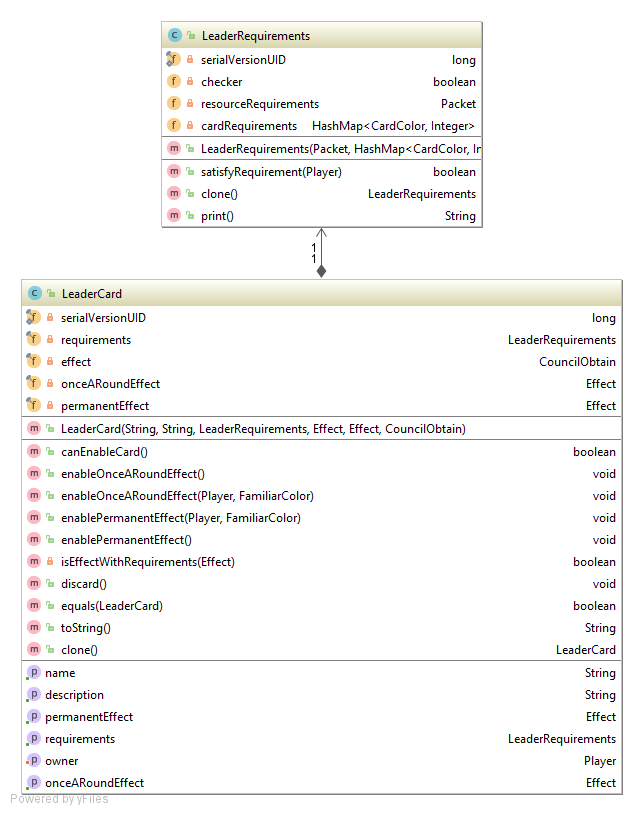 LeaderRequirements
serialVersionUID long
checker boolean
resourceRequirements Packet
cardRequirements HashMap<CardColor, Integer>
LeaderRequirements(Packet, HashMap<CardColor, In
satisfyRequirement(Player) boolean
clone() LeaderRequirements
print() String
1
1
LeaderCard
serialVersionUID long
requirements LeaderRequirements
effect CouncilObtain
onceARoundEffect Effect
permanentEffect Effect
LeaderCard(String, String, LeaderRequirements, Effect, Effect, CouncilObtain)
canEnableCard() boolean
enableOnceARoundEffect() void
enableOnceARoundEffect(Player, FamiliarColor) void
enablePermanentEffect(Player, FamiliarColor) void
enablePermanentEffect() void
isEffectWithRequirements(Effect) boolean
discard() void
equals(LeaderCard) boolean
toString() String
clone() LeaderCard
name String
description String
permanentEffect Effect
requirements LeaderRequirements
owner Player
onceARoundEffect Effect
Powered by yFiles